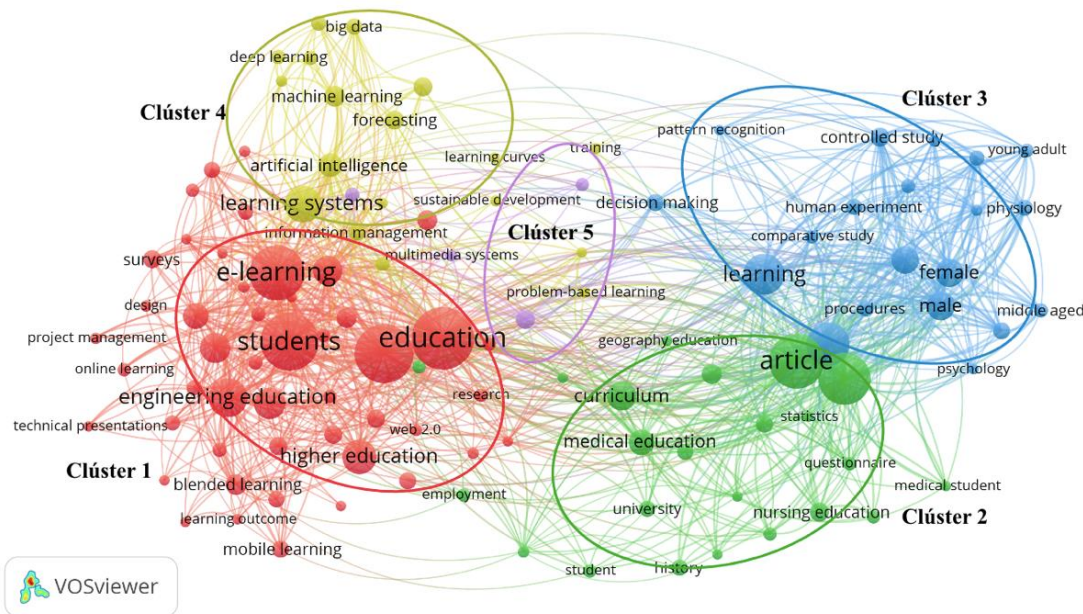 big data
deep learning
Clúster 4
machine learning
forecasting
Clúster 3
pattern recognition
controlled study
training
learning curves
young adult
artificial intelligence
sustainable development
decision making
learning systems
human experiment
physiology
information management
Clúster 5
comparative study
multimedia systems
surveys
e-learning
learning
female
problem-based learning
design
procedures
male
middle aged
project management
students
education
geography education
article
online learning
psychology
engineering education
research
curriculum
statistics
technical presentations
web 2.0
medical education
higher education
questionnaire
Clúster 1
blended learning
employment
medical student
university
nursing education
Clúster 2
learning outcome
mobile learning
student
history
VOSviewer